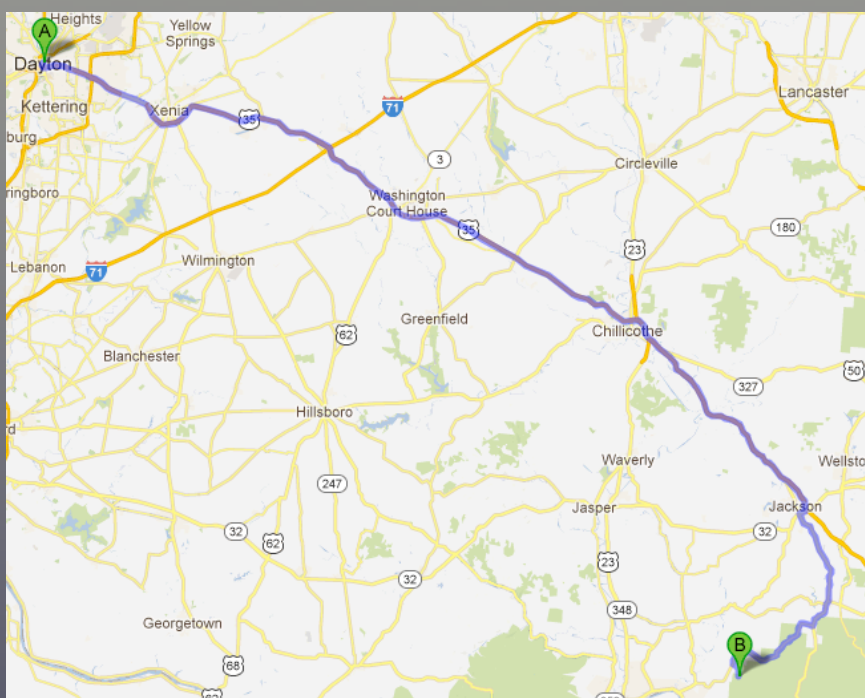 Heights
A
Yellow
Springs
Dayton
Kettering
Xenia
35
71
burg
Lancaster
3
Circleville
ringboro
Washington
Court House
35
180
23
Lebanon
71
Wilmington
Greenfield
62
Chillicothe
Blanchester
50
327
Hillsboro
rd
Waverly
Wellsto
247
Jasper
Jackson
32
62
32
23
32
348
Georgetown
B
68